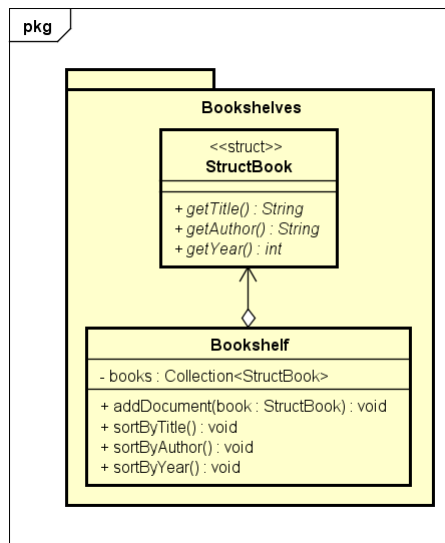 pkg
Bookshelves
<<struct>>
StructBook
+ getTitle() : String
+ getAuthor() : String
+ getYear() : int
Bookshelf
- books : Collection<StructBook>
+ addDocument(book : StructBook) : void
+ sortByTitle() : void
+ sortByAuthor() : void
+ sortByYear() : void